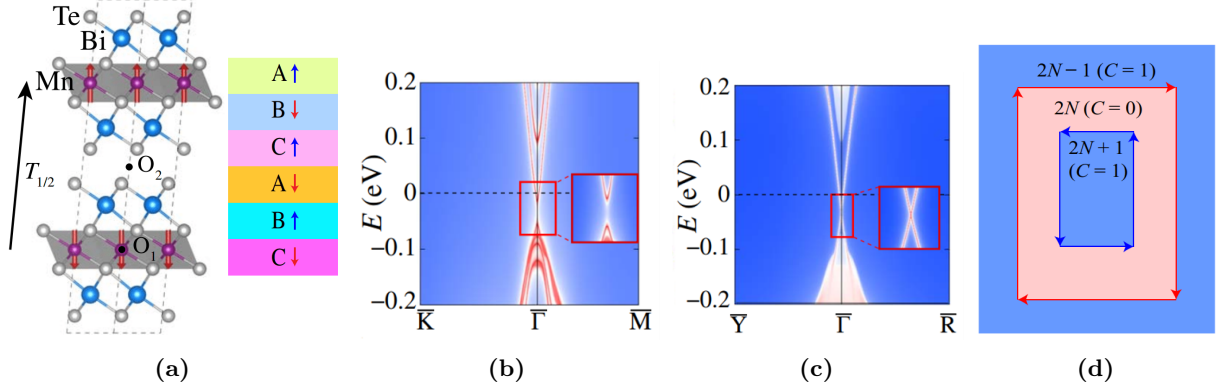 Te
Bi
Mn
T1/2
O2
O1
A ↑
B ↓
C ↑
A ↓
B ↑
C ↓
(a)
E (eV)
0.2
0.1
0
−0.1
−0.2
K̅ Γ̅ M̅
(b)
E (eV)
0.2
0.1
0
−0.1
−0.2
Y̅ Γ̅ R̅
(c)
2N−1 (C = 1)
2N (C = 0)
2N + 1
(C = 1)
(d)